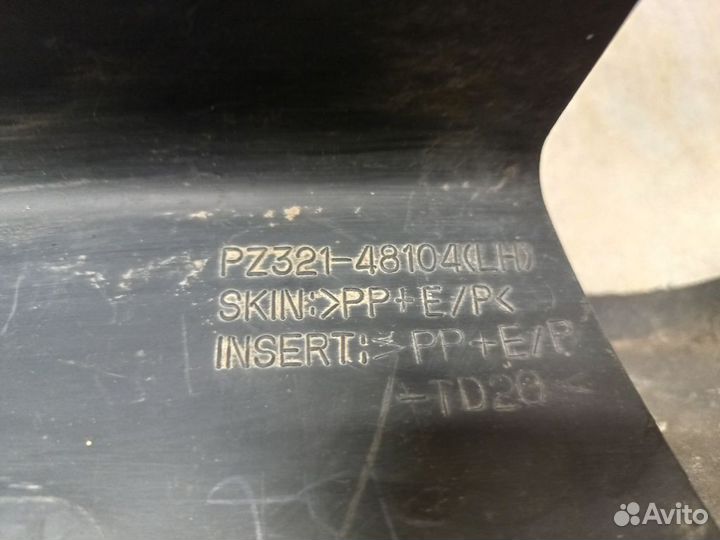 PZ321-48104(LH)
SKIN:>PP+E/P<
INSERT:>PP+E/P
-TD20<
Avito